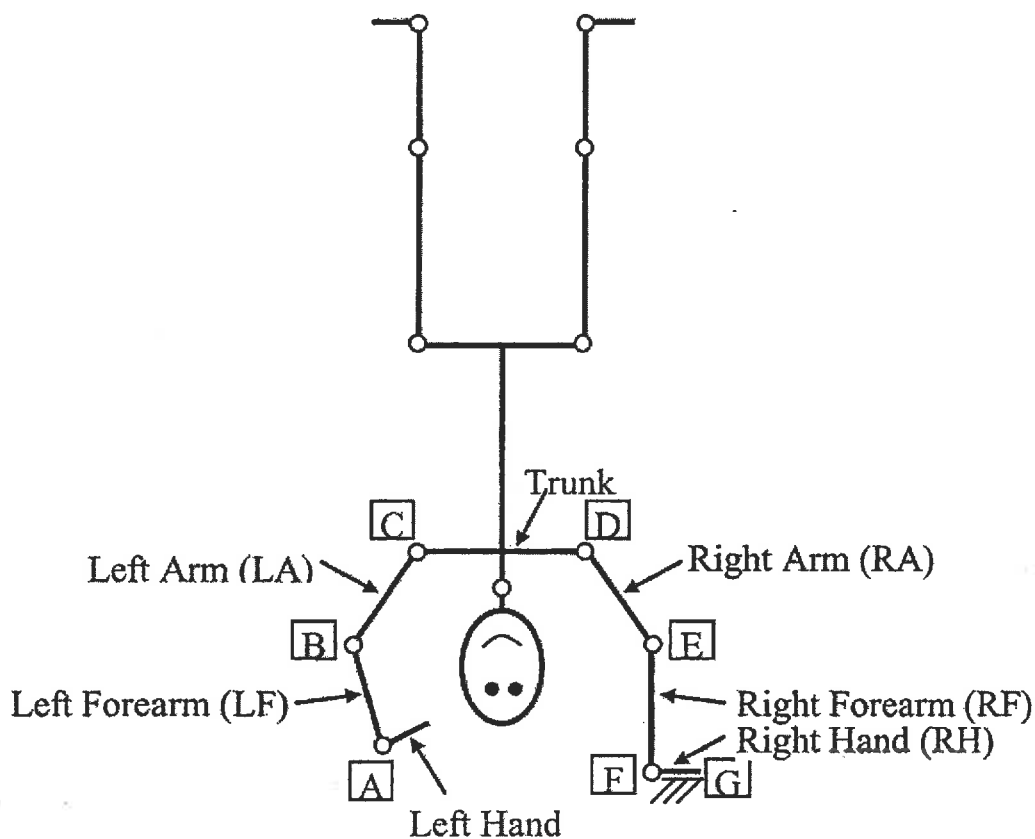 Trunk
C
D
Left Arm (LA)
Right Arm (RA)
B
E
Left Forearm (LF)
Right Forearm (RF)
Right Hand (RH)
A
F
G
Left Hand